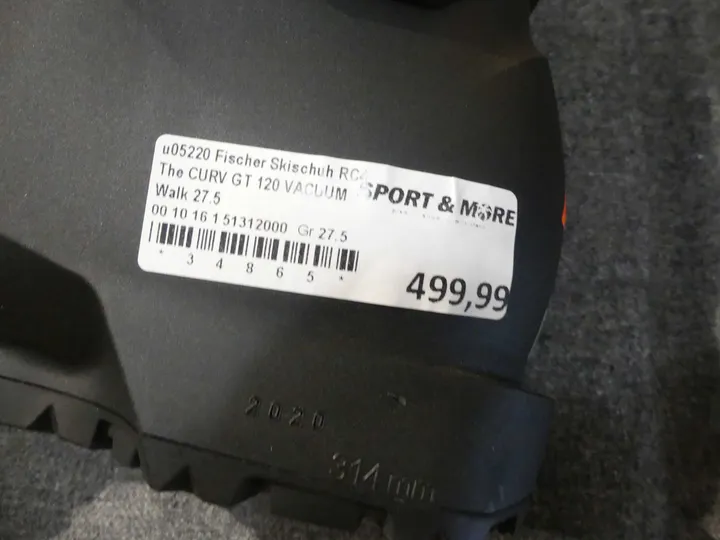 u05220 Fischer Skischuh RC4
The CURV GT 120 VACUUM
Walk 27.5
SPORT & MORE
00 10 16 1 51312000 Gr 27.5
* 3 4 8 6 5 *
499,99
2020
314 mm